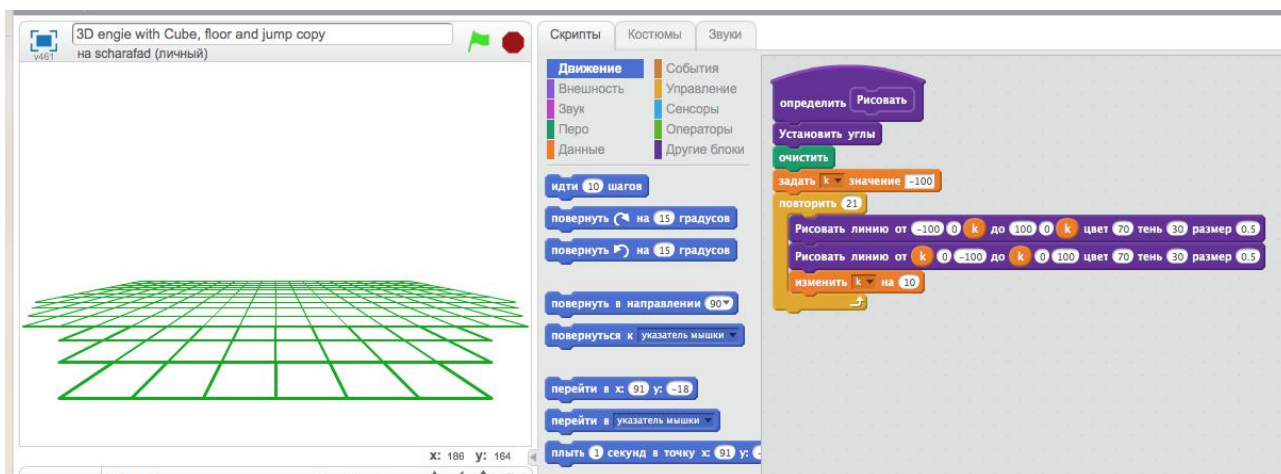 3D engie with Cube, floor and jump copy
v461
на scharafad (личный)
x: 186 y: 164
Скрипты Костюмы Звуки
Движение События
Внешность Управление
Звук Сенсоры
Перо Операторы
Данные Другие блоки
идти 10 шагов
повернуть на 15 градусов
повернуть на 15 градусов
повернуть в направлении 90
повернуться к указатель мышки
перейти в x: 91 y: -18
перейти в указатель мышки
плыть 1 секунд в точку x: 91 y:
определить Рисовать
Установить углы
очистить
задать k значение -100
повторить 21
Рисовать линию от -100 0 k до 100 0 k цвет 70 тень 30 размер 0.5
Рисовать линию от k 0 -100 до k 0 100 цвет 70 тень 30 размер 0.5
изменить k на 10